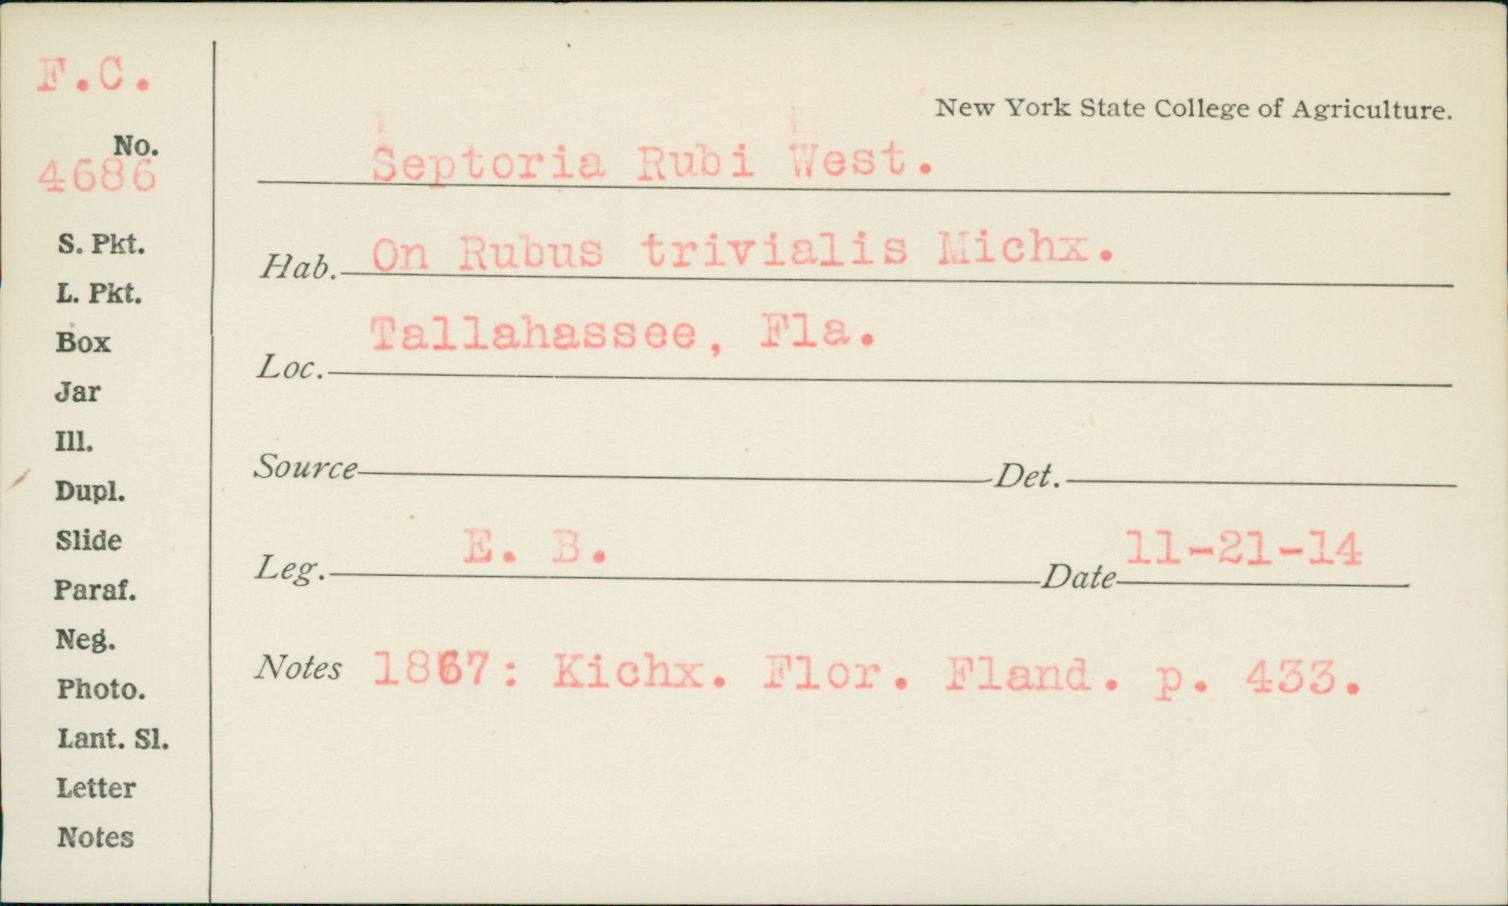 F.C.
No.
4686
S. Pkt.
L. Pkt.
Box
Jar
Ill.
Dupl.
Slide
Paraf.
Neg.
Photo.
Lant. Sl.
Letter
Notes
New York State College of Agriculture.
Septoria Rubi West.
Hab. On Rubus trivialis Michx.
Loc. Tallahassee, Fla.
Source Det.
Leg. E. B. Date 11-21-14
Notes 1867: Kichx. Flor. Fland. p. 433.